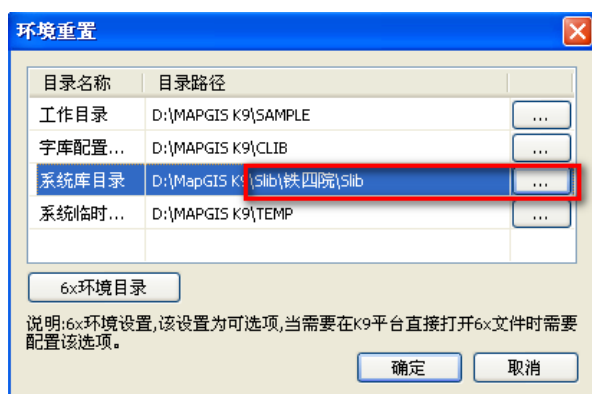 环境重置
目录名称 目录路径
工作目录 D:\MAPGIS K9\SAMPLE ...
字库配置... D:\MAPGIS K9\CLIB ...
系统库目录 D:\MapGIS K9\Slib\铁四院\Slib ...
系统临时... D:\MAPGIS K9\TEMP ...
6x环境目录
说明:6x环境设置,该设置为可选项,当需要在K9平台直接打开6x文件时需要
配置该选项。
确定 取消